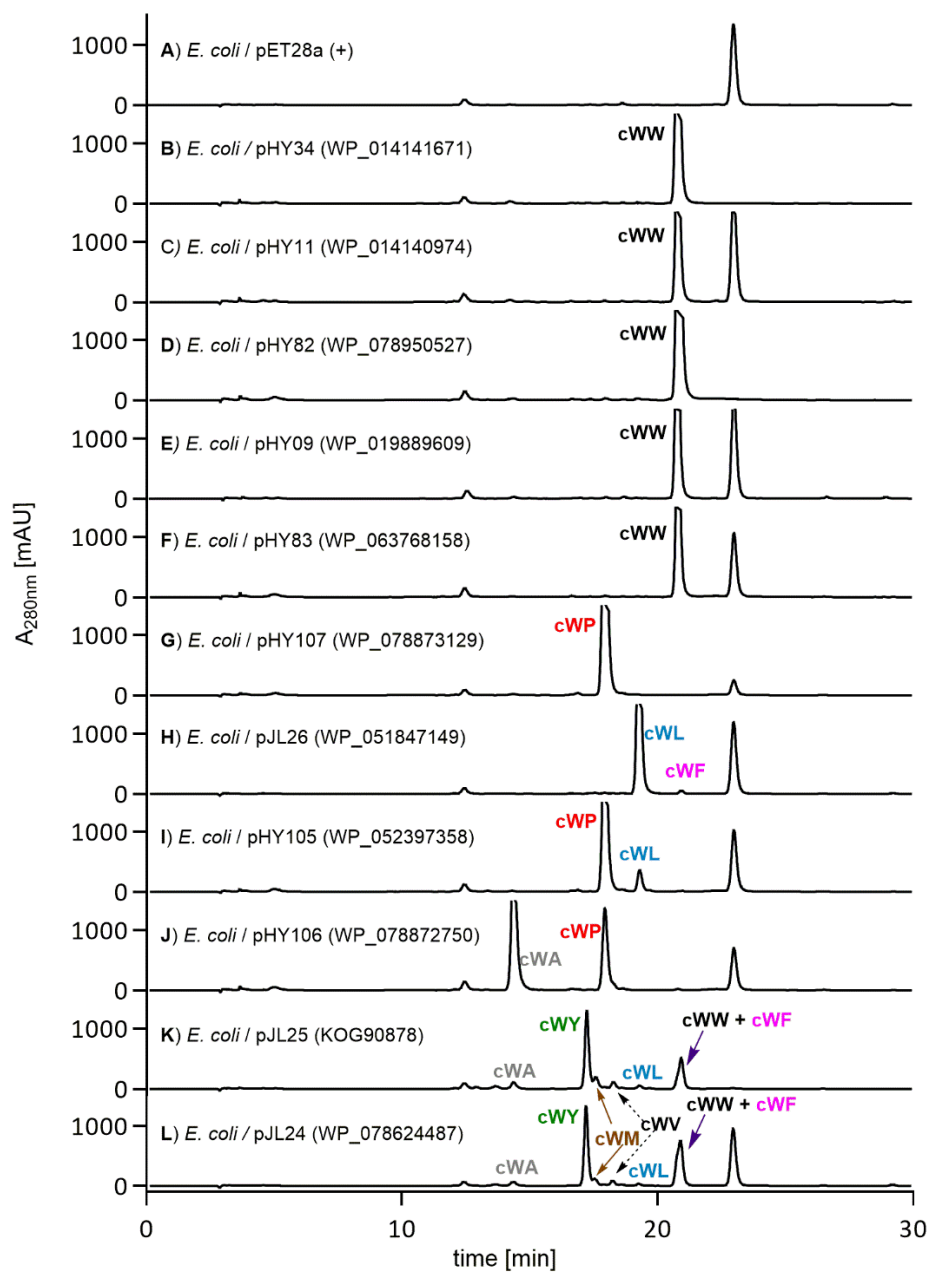 1000
A) E. coli / pET28a (+)
0
1000
B) E. coli / pHY34 (WP_014141671)
cWW
0
1000
C) E. coli / pHY11 (WP_014140974)
cWW
0
1000
D) E. coli / pHY82 (WP_078950527)
cWW
0
1000
E) E. coli / pHY09 (WP_019889609)
cWW
0
1000
F) E. coli / pHY83 (WP_063768158)
cWW
0
1000
G) E. coli / pHY107 (WP_078873129)
cWP
0
1000
H) E. coli / pJL26 (WP_051847149)
cWL
cWF
0
1000
I) E. coli / pHY105 (WP_052397358)
cWP
cWL
0
1000
J) E. coli / pHY106 (WP_078872750)
cWP
cWA
0
1000
K) E. coli / pJL25 (KOG90878)
cWY
cWW + cWF
cWA
cWL
0
1000
L) E. coli / pJL24 (WP_078624487)
cWY
cWW + cWF
cWM
cWV
cWA
cWL
0
0
10
20
30
time [min]
A280nm [mAU]